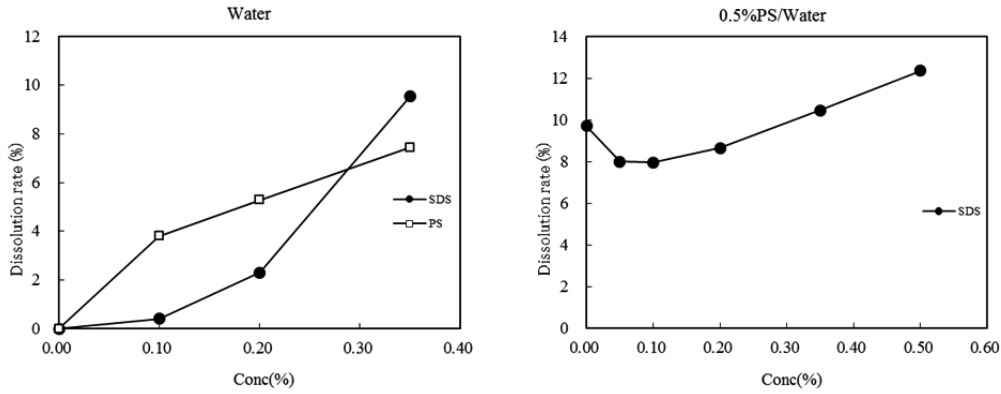 Water
12
10
8
6
4
2
0
Dissolution rate (%)
SDS
PS
0.00 0.10 0.20 0.30 0.40
Conc(%)
0.5%PS/Water
14
12
10
8
6
4
2
0
Dissolution rate (%)
SDS
0.00 0.10 0.20 0.30 0.40 0.50 0.60
Conc(%)